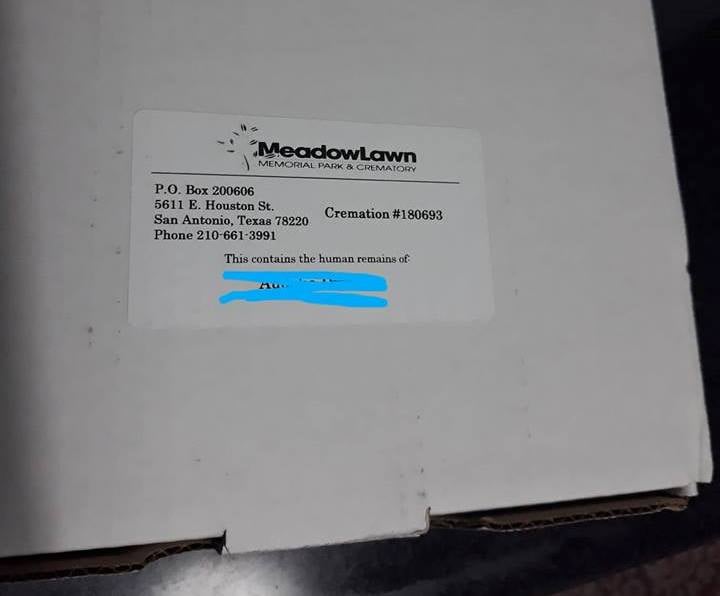 MeadowLawn
MEMORIAL PARK & CREMATORY
P.O. Box 200606
5611 E. Houston St.
San Antonio, Texas 78220
Phone 210-661-3991
Cremation #180693
This contains the human remains of: